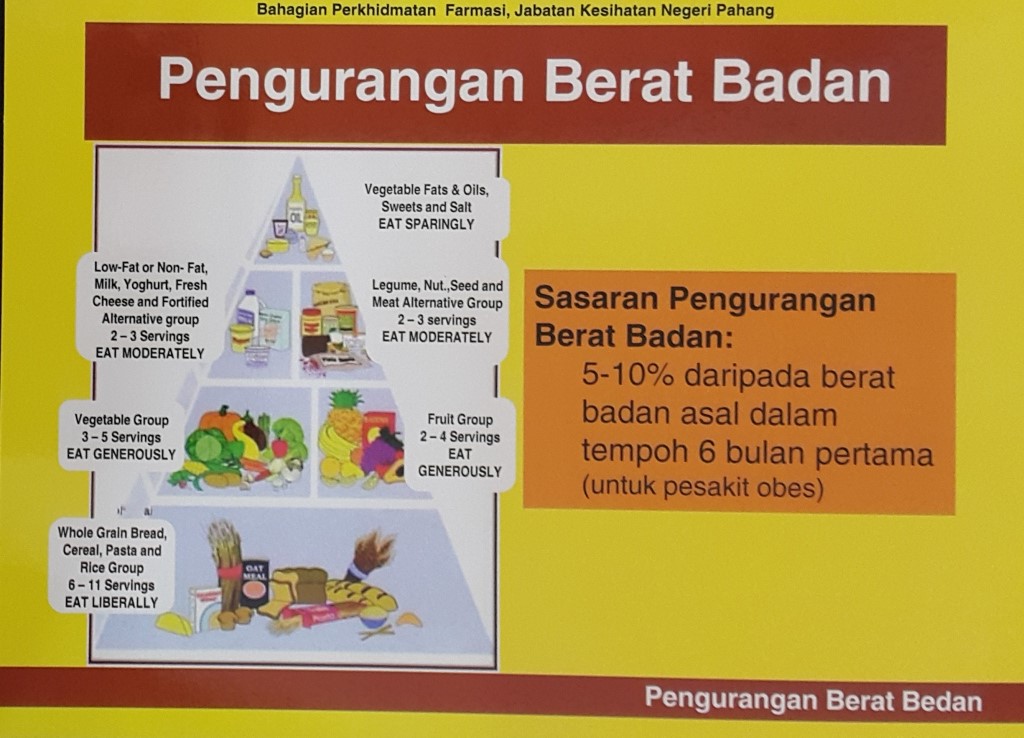 Bahagian Perkhidmatan Farmasi, Jabatan Kesihatan Negeri Pahang
Pengurangan Berat Badan
Vegetable Fats & Oils,
Sweets and Salt
EAT SPARINGLY
OIL
Low-Fat or Non- Fat,
Milk, Yoghurt, Fresh
Cheese and Fortified
Alternative group
2 – 3 Servings
EAT MODERATELY
Legume, Nut.,Seed and
Meat Alternative Group
2 – 3 servings
EAT MODERATELY
Vegetable Group
3 – 5 Servings
EAT GENEROUSLY
Fruit Group
2 – 4 Servings
EAT
GENEROUSLY
Whole Grain Bread,
Cereal, Pasta and
Rice Group
6 – 11 Servings
EAT LIBERALLY
OAT
MEAL
Sasaran Pengurangan
Berat Badan:
5-10% daripada berat
badan asal dalam
tempoh 6 bulan pertama
(untuk pesakit obes)
Pengurangan Berat Bedan